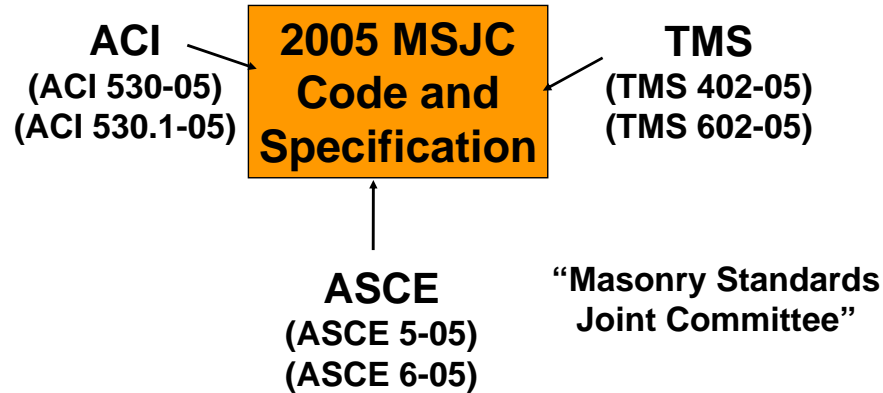 ACI
(ACI 530-05)
(ACI 530.1-05)
2005 MSJC
Code and
Specification
TMS
(TMS 402-05)
(TMS 602-05)
ASCE
(ASCE 5-05)
(ASCE 6-05)
“Masonry Standards
Joint Committee”